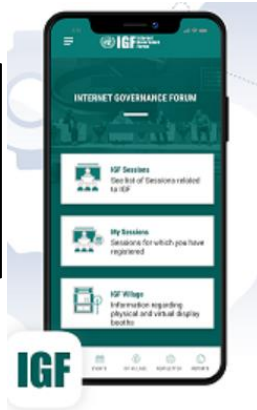 IGF
INTERNET GOVERNANCE FORUM
IGF Sessions
See list of Sessions related
to IGF
My Sessions
Sessions for which you have
registered
IGF Village
Information regarding
physical and virtual display
booths
IGF